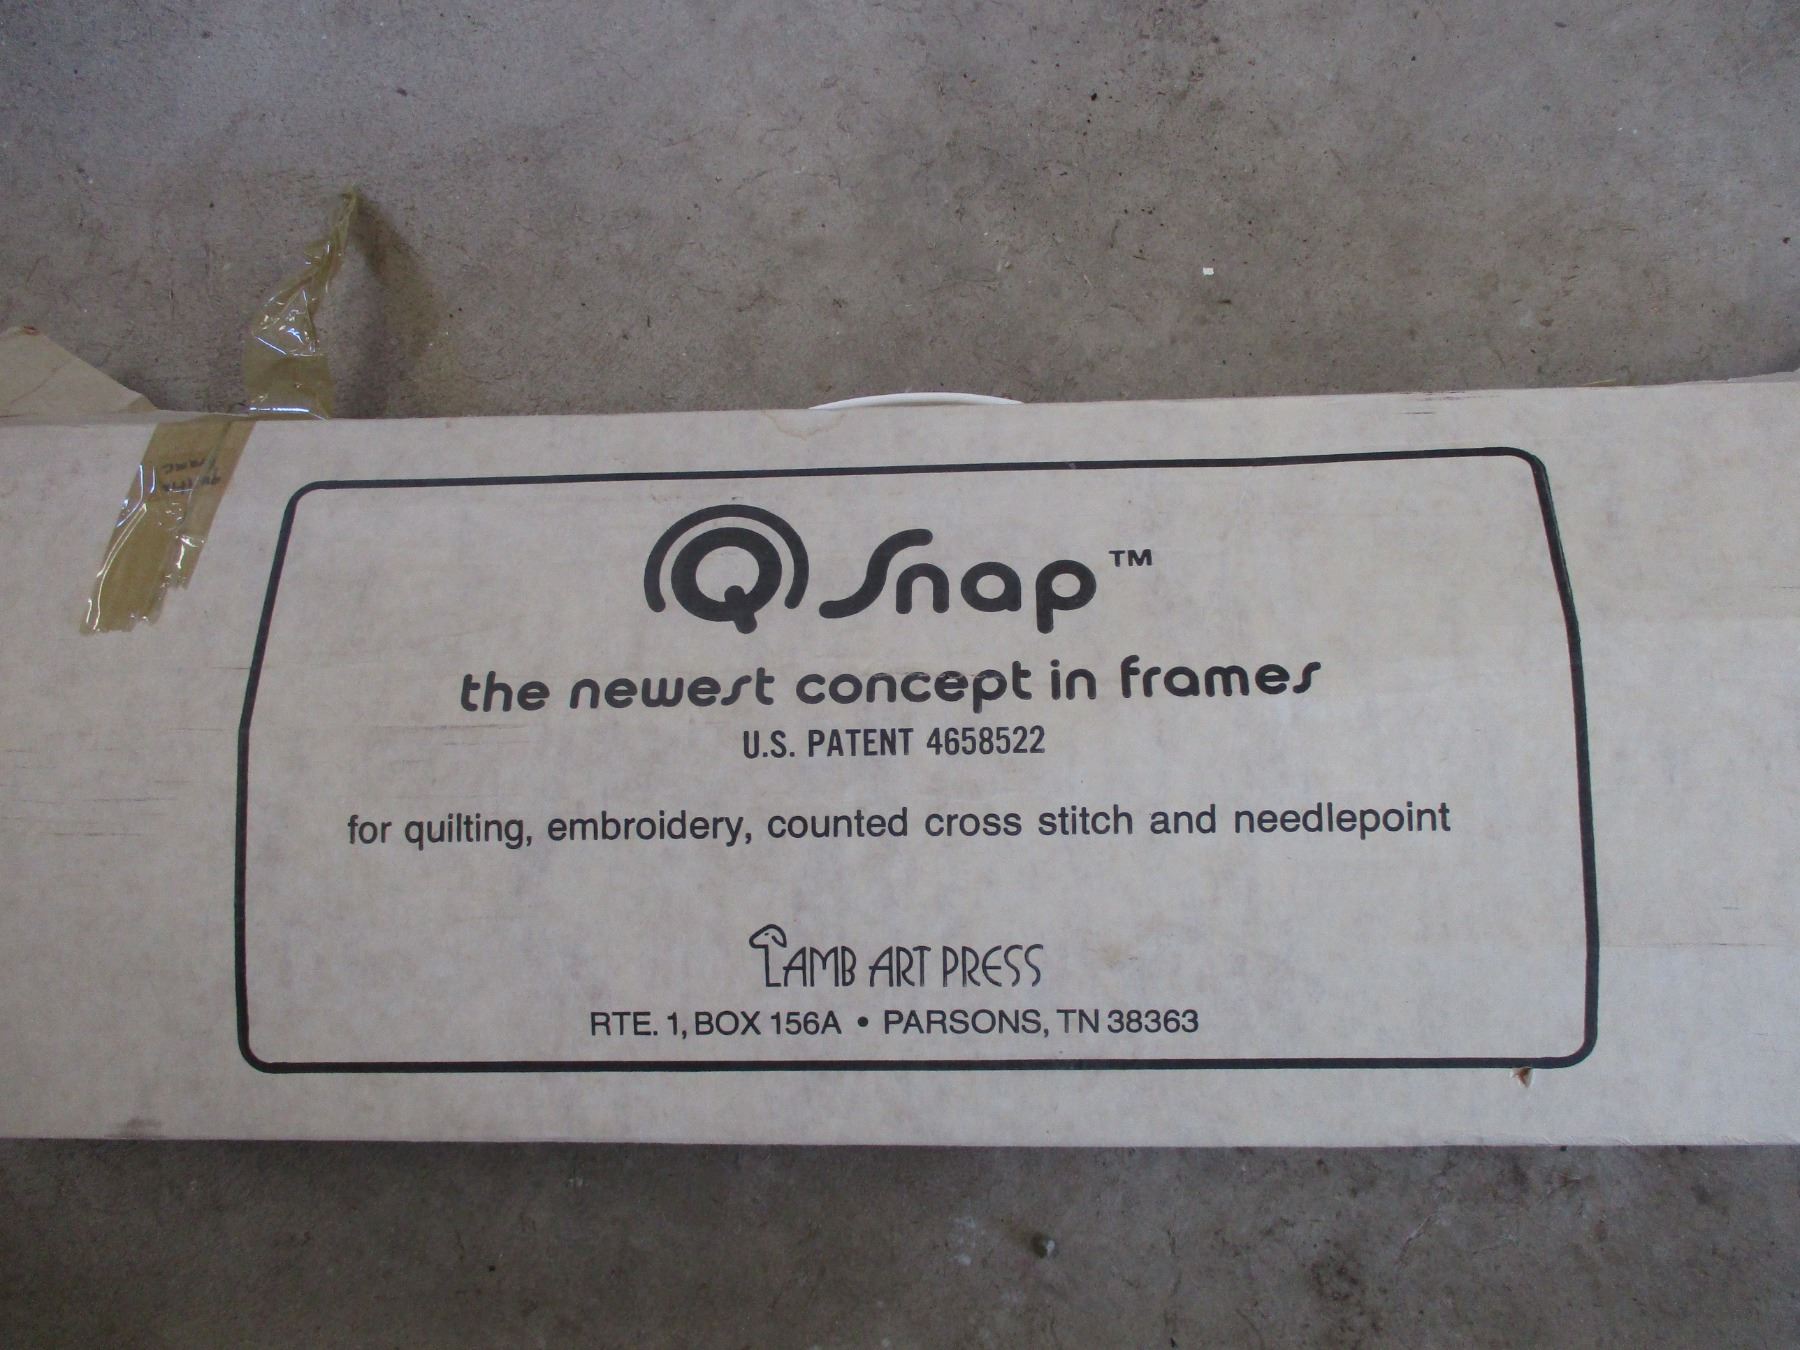 Q Snap™
the newest concept in frames
U.S. PATENT 4658522
for quilting, embroidery, counted cross stitch and needlepoint
LAMB ART PRESS
RTE. 1, BOX 156A • PARSONS, TN 38363